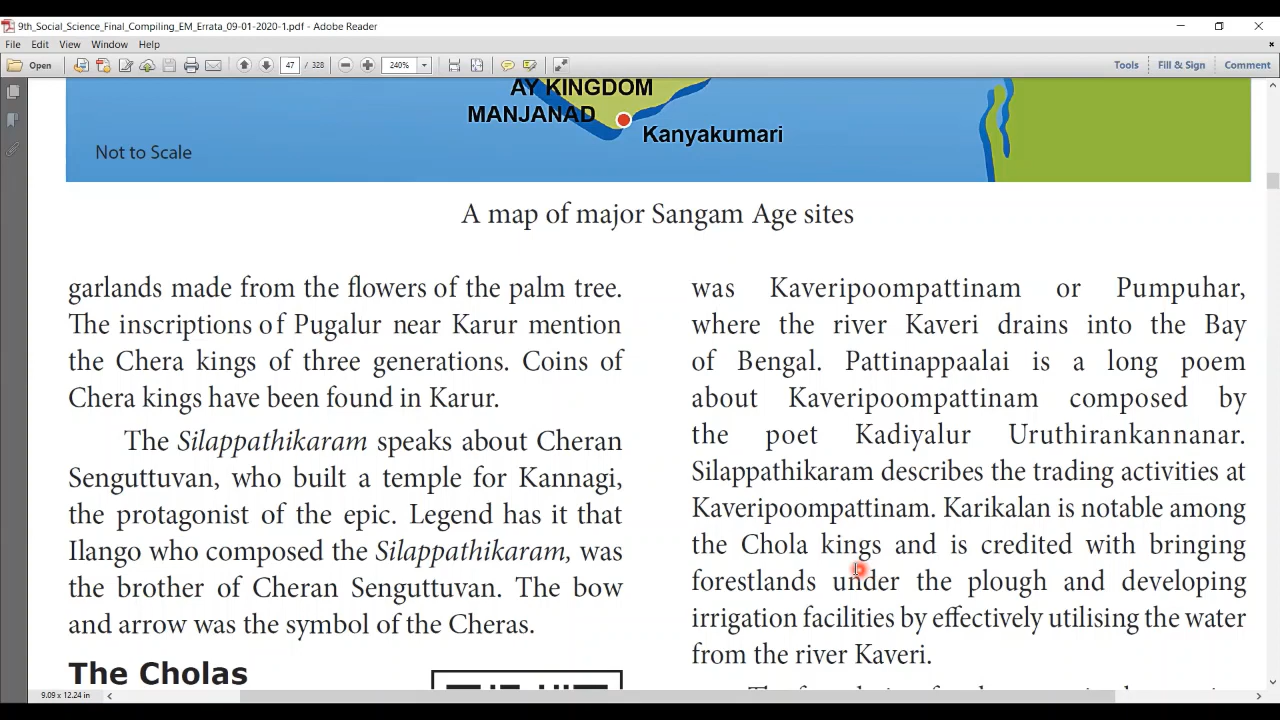 9th_Social_Science_Final_Compiling_EM_Errata_09-01-2020-1.pdf - Adobe Reader
File Edit View Window Help
Open 47 / 328 240% Tools Fill & Sign Comment
AY KINGDOM
MANJANAD
Kanyakumari
Not to Scale
A map of major Sangam Age sites
garlands made from the flowers of the palm tree.
The inscriptions of Pugalur near Karur mention
the Chera kings of three generations. Coins of
Chera kings have been found in Karur.
The Silappathikaram speaks about Cheran
Senguttuvan, who built a temple for Kannagi,
the protagonist of the epic. Legend has it that
Ilango who composed the Silappathikaram, was
the brother of Cheran Senguttuvan. The bow
and arrow was the symbol of the Cheras.
The Cholas
was Kaveripoompattinam or Pumpuhar,
where the river Kaveri drains into the Bay
of Bengal. Pattinappaalai is a long poem
about Kaveripoompattinam composed by
the poet Kadiyalur Uruthirankannanar.
Silappathikaram describes the trading activities at
Kaveripoompattinam. Karikalan is notable among
the Chola kings and is credited with bringing
forestlands under the plough and developing
irrigation facilities by effectively utilising the water
from the river Kaveri.
9.09 x 12.24 in